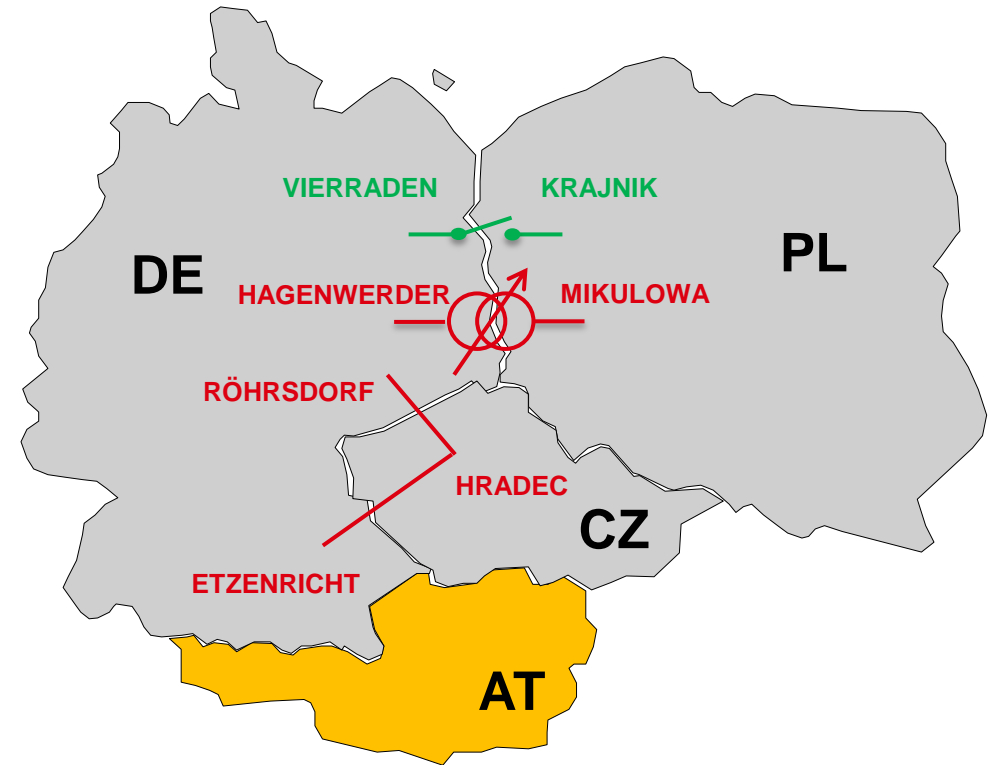 VIERRADEN
KRAJNIK
DE
PL
HAGENWERDER
MIKULOWA
RÖHRSDORF
HRADEC
CZ
ETZENRICHT
AT